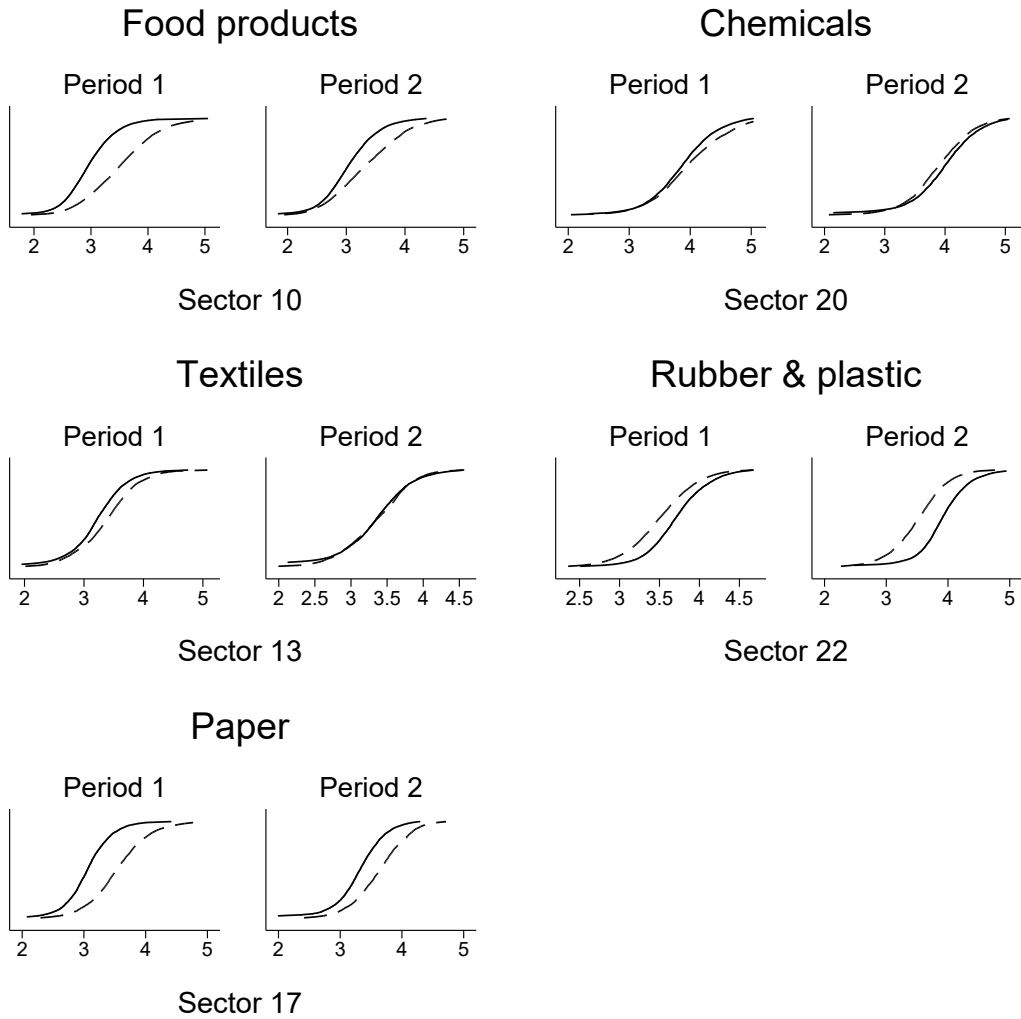 Food products
Period 1
2 3 4 5
Period 2
2 3 4 5
Sector 10
Chemicals
Period 1
2 3 4 5
Period 2
2 3 4 5
Sector 20
Textiles
Period 1
2 3 4 5
Period 2
2 2.5 3 3.5 4 4.5
Sector 13
Rubber & plastic
Period 1
2.5 3 3.5 4 4.5
Period 2
2 3 4 5
Sector 22
Paper
Period 1
2 3 4 5
Period 2
2 3 4 5
Sector 17